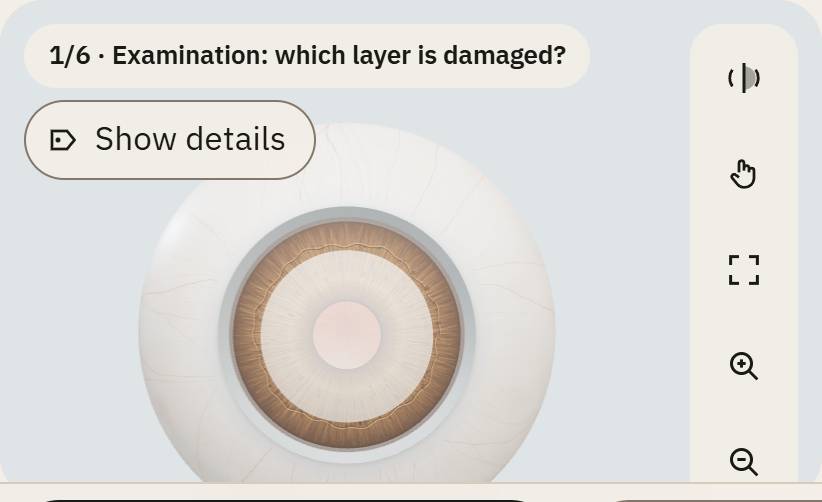 1/6 · Examination: which layer is damaged?
Show details